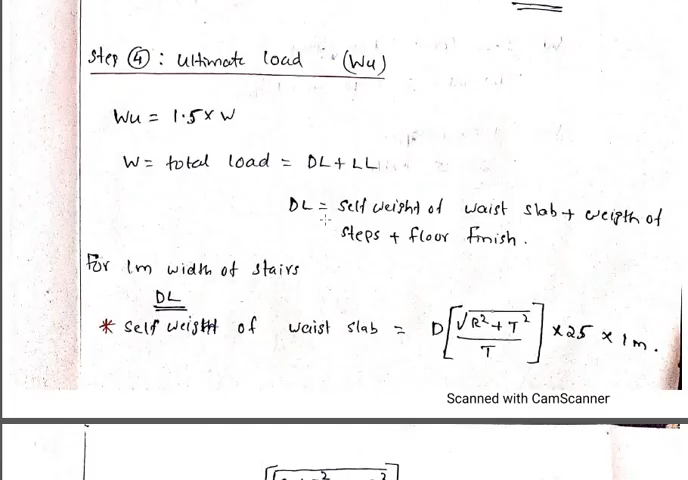 Step ④ : Ultimate load (Wu)
Wu = 1.5 x W
W = total load = DL + LL
DL = self weight of waist slab + weigth of
steps + floor finish.
For 1m width of stairs
DL
* self weight of waist slab = D[√R²+T² / T] x 25 x 1m.
Scanned with CamScanner